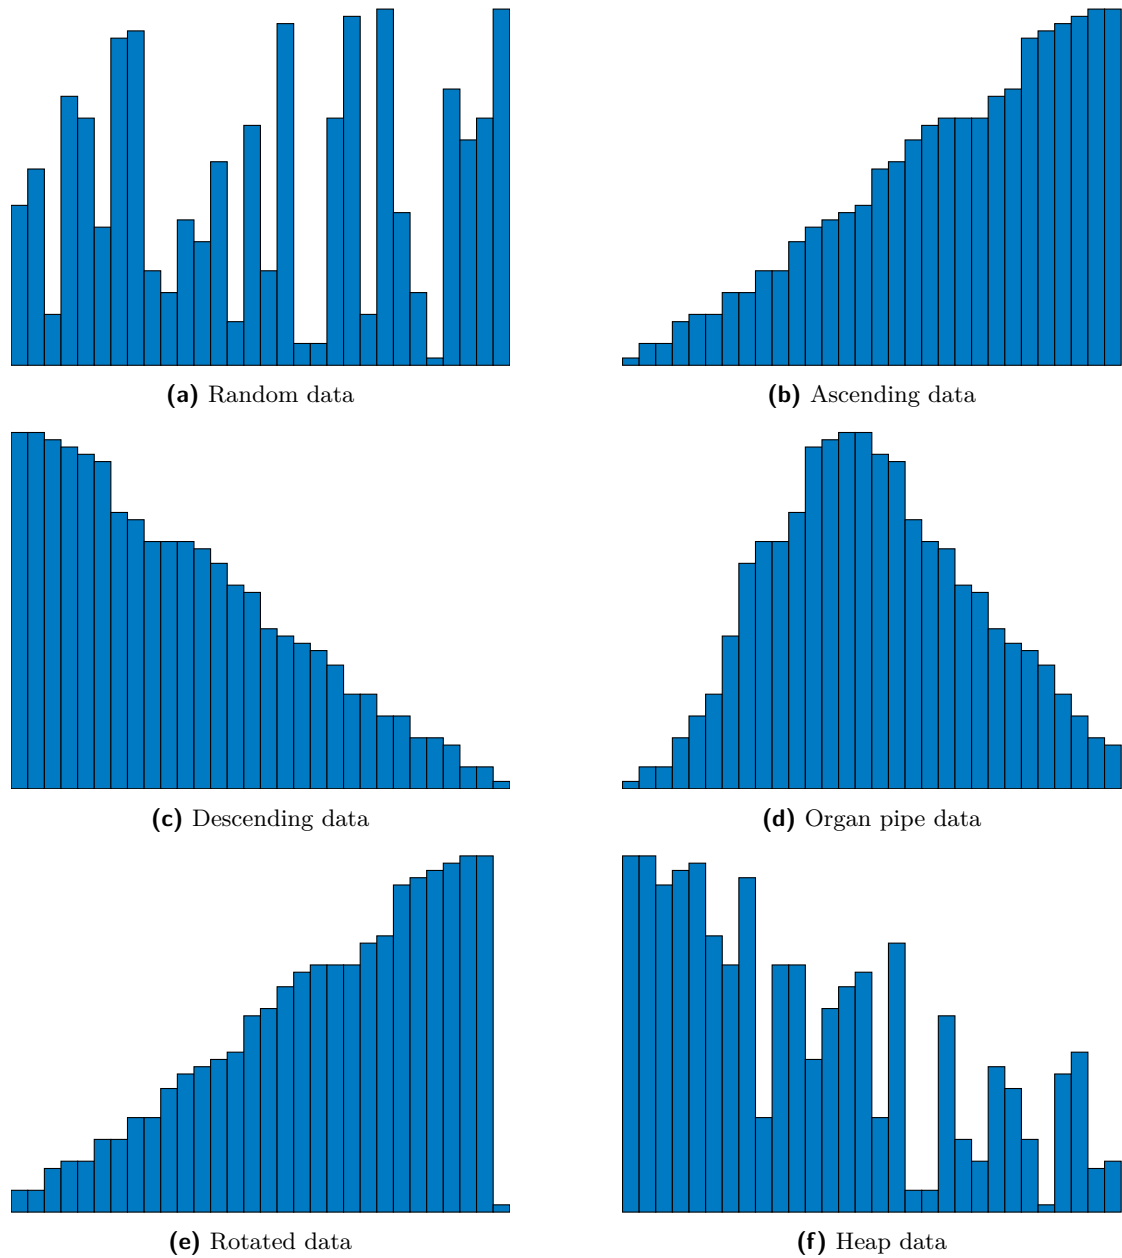 (a) Random data
(b) Ascending data
(c) Descending data
(d) Organ pipe data
(e) Rotated data
(f) Heap data